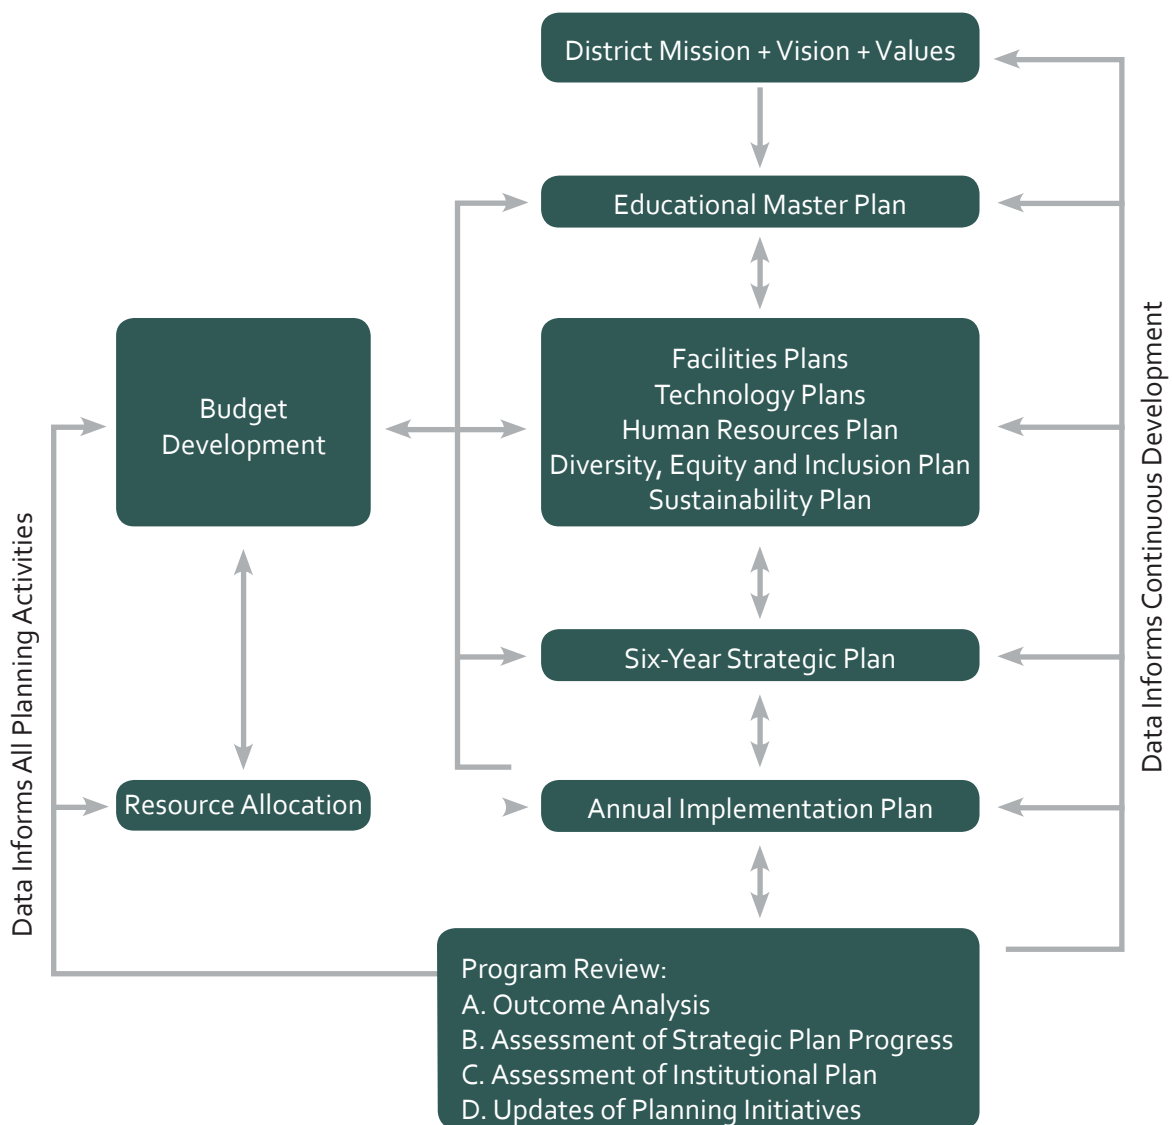 District Mission + Vision + Values
Educational Master Plan
Budget
Development
Facilities Plans
Technology Plans
Human Resources Plan
Diversity, Equity and Inclusion Plan
Sustainability Plan
Six-Year Strategic Plan
Resource Allocation
Annual Implementation Plan
Program Review:
A. Outcome Analysis
B. Assessment of Strategic Plan Progress
C. Assessment of Institutional Plan
D. Updates of Planning Initiatives
Data Informs All Planning Activities
Data Informs Continuous Development